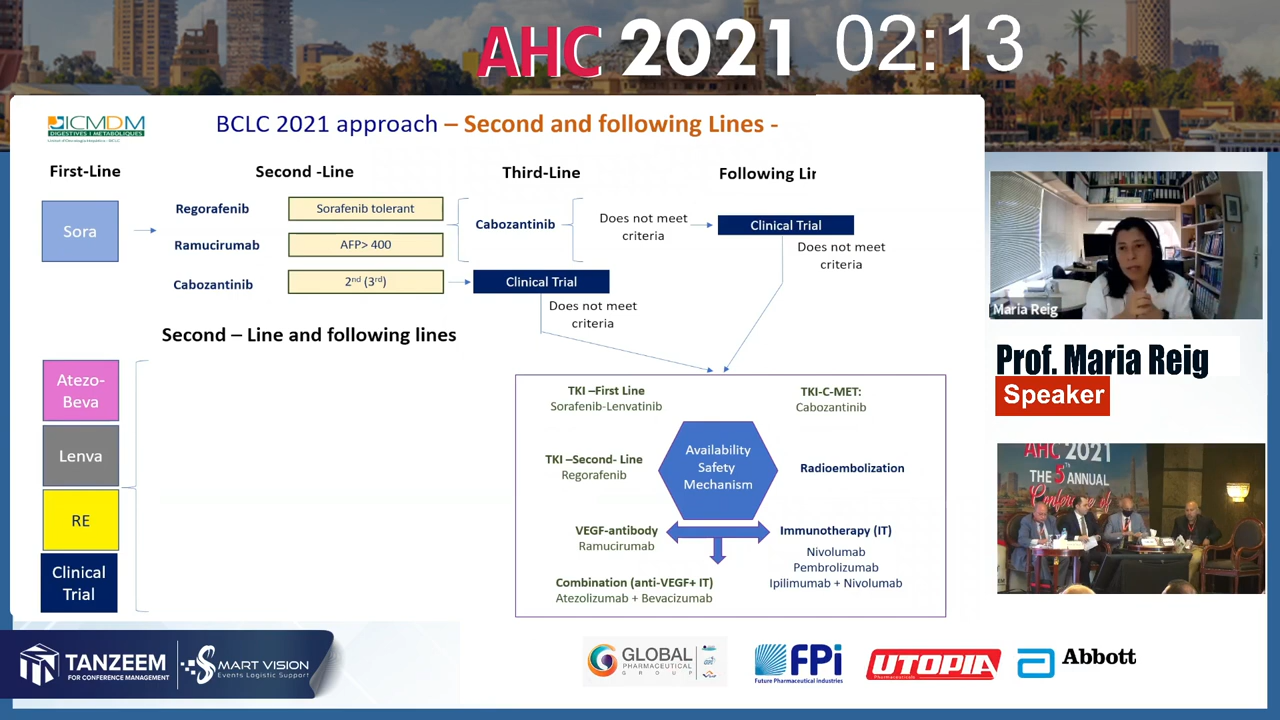 AHC 2021
02:13
ICMDM
DIGESTIVES I METABOLIQUES
BCLC 2021 approach – Second and following Lines -
First-Line
Second -Line
Third-Line
Following Lir
Sora
Regorafenib
Sorafenib tolerant
Ramucirumab
AFP> 400
Cabozantinib
2nd (3rd)
Cabozantinib
Does not meet
criteria
Clinical Trial
Does not meet
criteria
Clinical Trial
Does not meet
criteria
Second – Line and following lines
Atezo-
Beva
Lenva
RE
Clinical
Trial
TKI –First Line
Sorafenib-Lenvatinib
TKI-C-MET:
Cabozantinib
TKI –Second- Line
Regorafenib
Availability
Safety
Mechanism
Radioembolization
VEGF-antibody
Ramucirumab
Immunotherapy (IT)
Nivolumab
Pembrolizumab
Ipilimumab + Nivolumab
Combination (anti-VEGF+ IT)
Atezolizumab + Bevacizumab
Maria Reig
Prof. Maria Reig
Speaker
AHC 2021
THE 5TH ANNUAL
Conference of
TANZEEM
FOR CONFERENCE MANAGEMENT
SMART VISION
Events Logistic Support
GLOBAL
PHARMACEUTICAL
GROUP
FPi
Future Pharmaceutical Industries
UTOPIA
Pharmaceuticals
Abbott